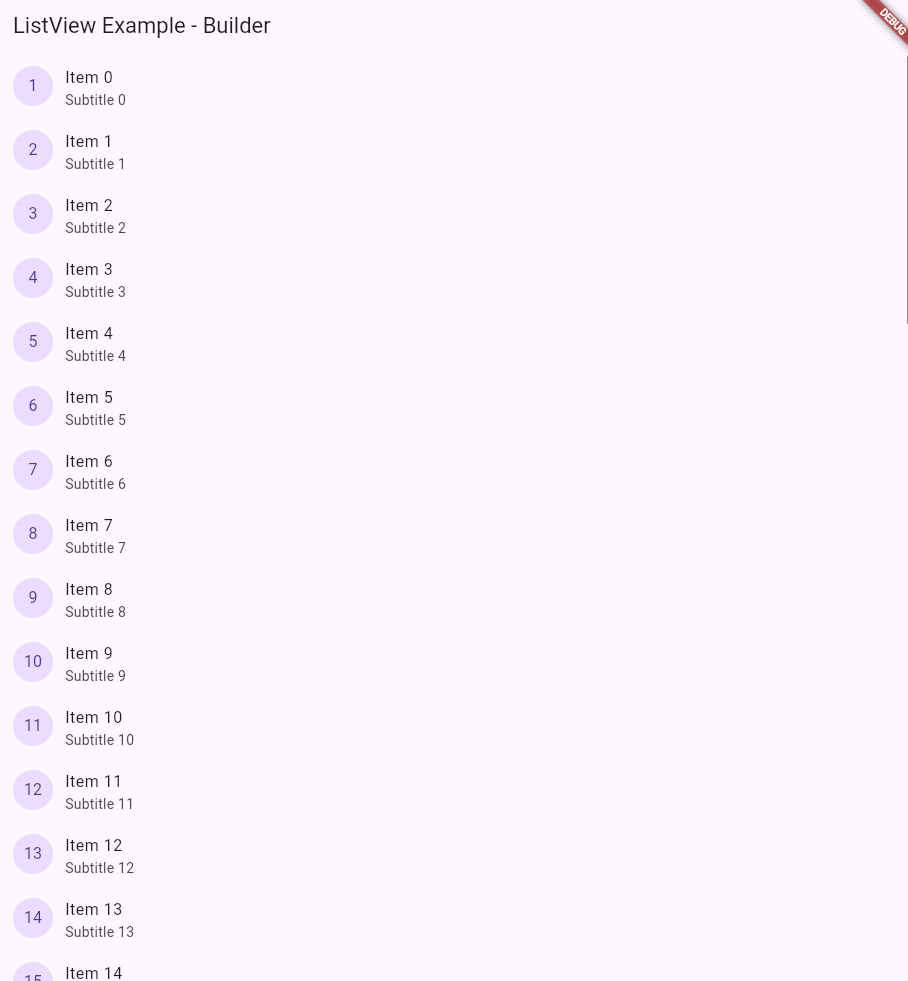 ListView Example - Builder
DEBUG
1
Item 0
Subtitle 0
2
Item 1
Subtitle 1
3
Item 2
Subtitle 2
4
Item 3
Subtitle 3
5
Item 4
Subtitle 4
6
Item 5
Subtitle 5
7
Item 6
Subtitle 6
8
Item 7
Subtitle 7
9
Item 8
Subtitle 8
10
Item 9
Subtitle 9
11
Item 10
Subtitle 10
12
Item 11
Subtitle 11
13
Item 12
Subtitle 12
14
Item 13
Subtitle 13
15
Item 14